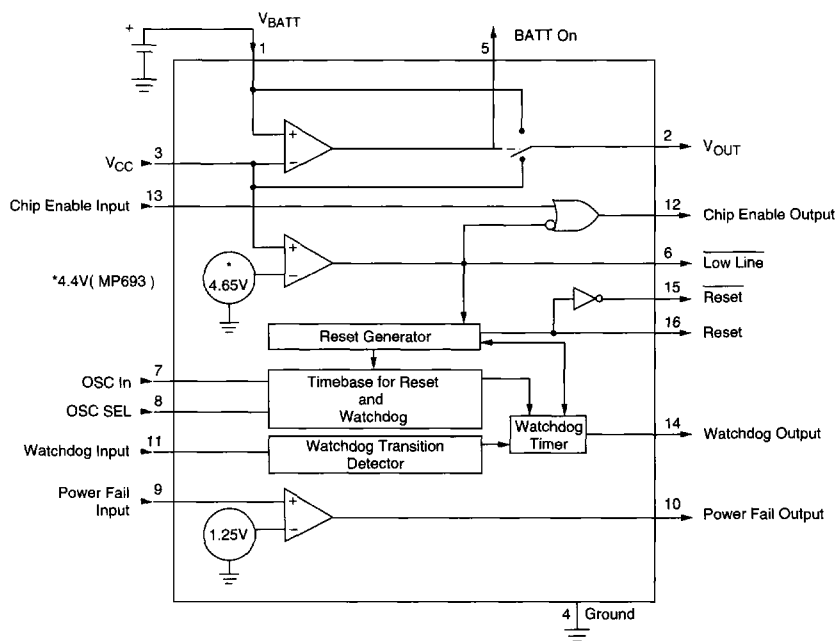 +
V_BATT
1
5
BATT On
3
V_CC
+
−
2
V_OUT
13
Chip Enable Input
12
Chip Enable Output
*4.4V( MP693 )
*
4.65V
+
−
6
Low Line
15
Reset
16
Reset
Reset Generator
7
OSC In
8
OSC SEL
Timebase for Reset
and
Watchdog
11
Watchdog Input
Watchdog Transition
Detector
Watchdog
Timer
14
Watchdog Output
9
Power Fail
Input
+
−
1.25V
10
Power Fail Output
4
Ground